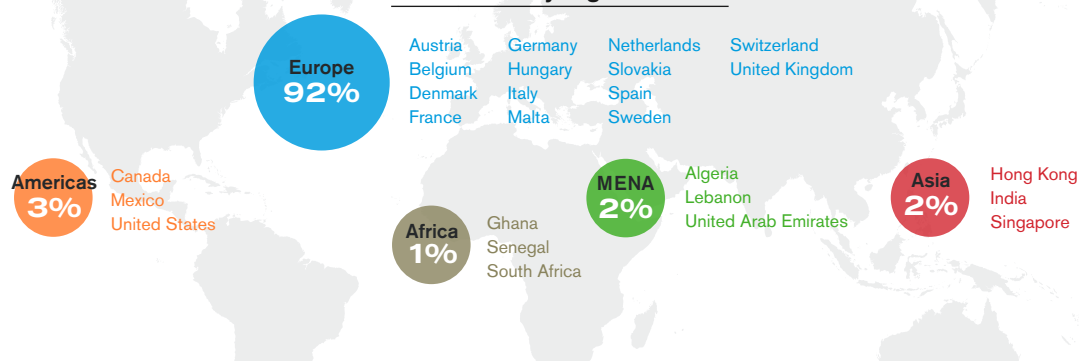 Europe
92%
Austria
Belgium
Denmark
France
Germany
Hungary
Italy
Malta
Netherlands
Slovakia
Spain
Sweden
Switzerland
United Kingdom
Americas
3%
Canada
Mexico
United States
Africa
1%
Ghana
Senegal
South Africa
MENA
2%
Algeria
Lebanon
United Arab Emirates
Asia
2%
Hong Kong
India
Singapore